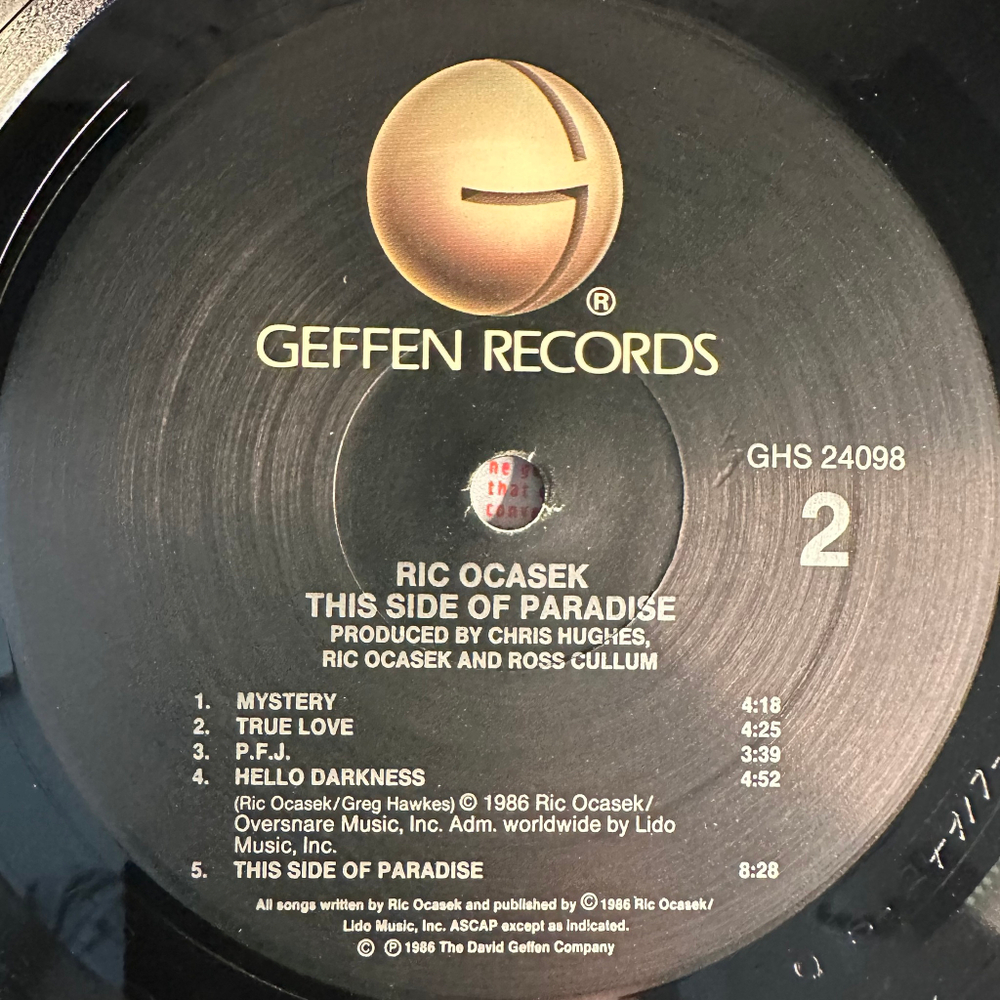 ®
GEFFEN RECORDS
GHS 24098
2
that
RIC OCASEK
THIS SIDE OF PARADISE
PRODUCED BY CHRIS HUGHES,
RIC OCASEK AND ROSS CULLUM
1. MYSTERY 4:18
2. TRUE LOVE 4:25
3. P.F.J. 3:39
4. HELLO DARKNESS 4:52
(Ric Ocasek/Greg Hawkes) © 1986 Ric Ocasek/
Oversnare Music, Inc. Adm. worldwide by Lido
Music, Inc.
5. THIS SIDE OF PARADISE 8:28
All songs written by Ric Ocasek and published by © 1986 Ric Ocasek/
Lido Music, Inc. ASCAP except as indicated.
© ℗ 1986 The David Geffen Company